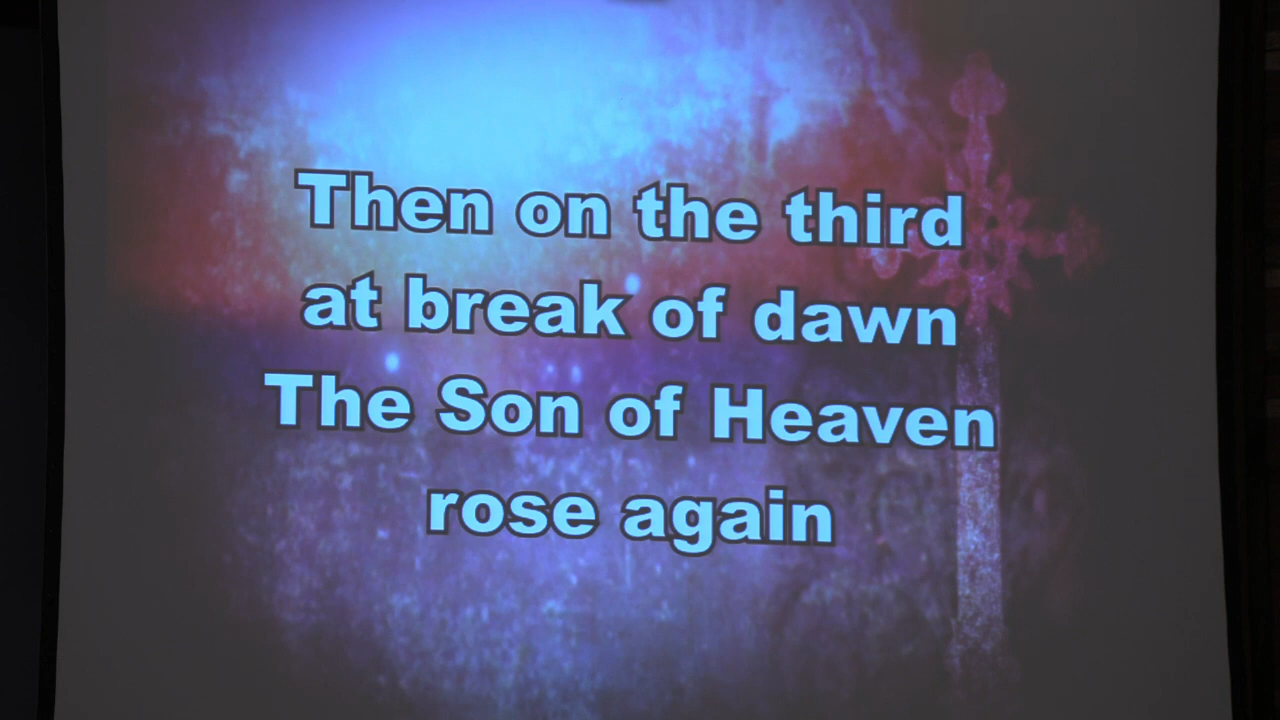 Then on the third
at break of dawn
The Son of Heaven
rose again